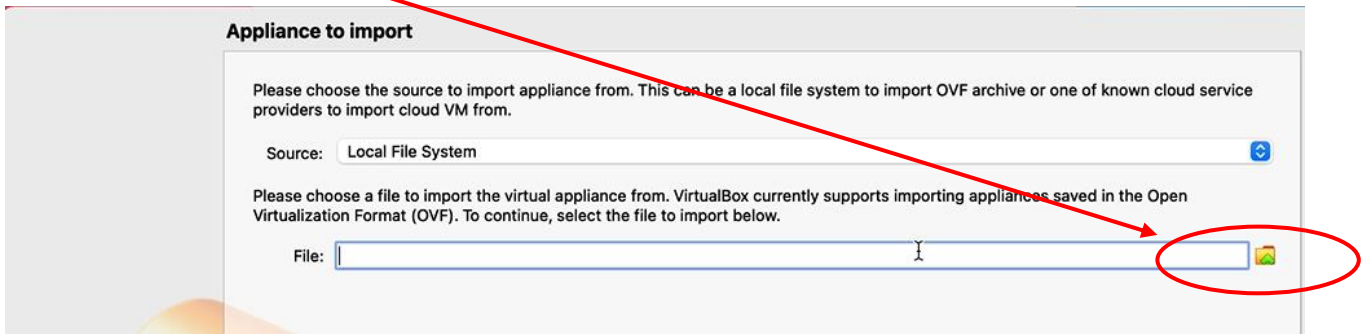 Appliance to import
Please choose the source to import appliance from. This can be a local file system to import OVF archive or one of known cloud service
providers to import cloud VM from.
Source: Local File System
Please choose a file to import the virtual appliance from. VirtualBox currently supports importing appliances saved in the Open
Virtualization Format (OVF). To continue, select the file to import below.
File: